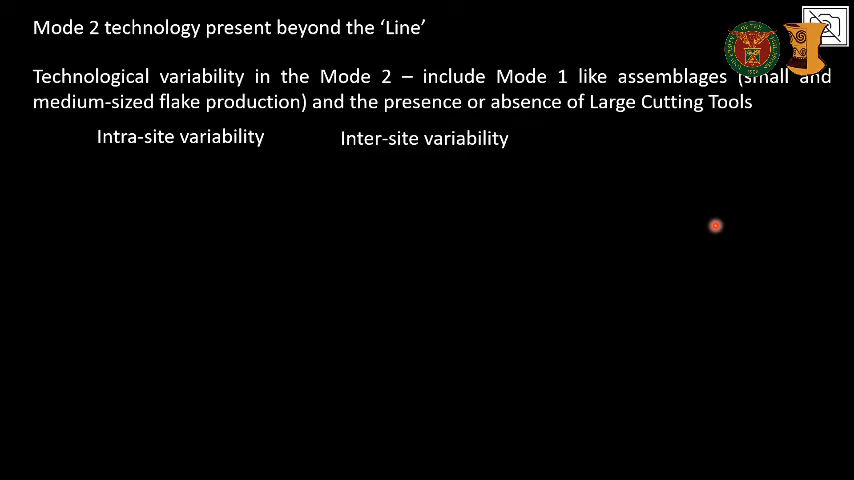 Mode 2 technology present beyond the ‘Line’
Technological variability in the Mode 2 – include Mode 1 like assemblages (small and
medium-sized flake production) and the presence or absence of Large Cutting Tools
Intra-site variability
Inter-site variability